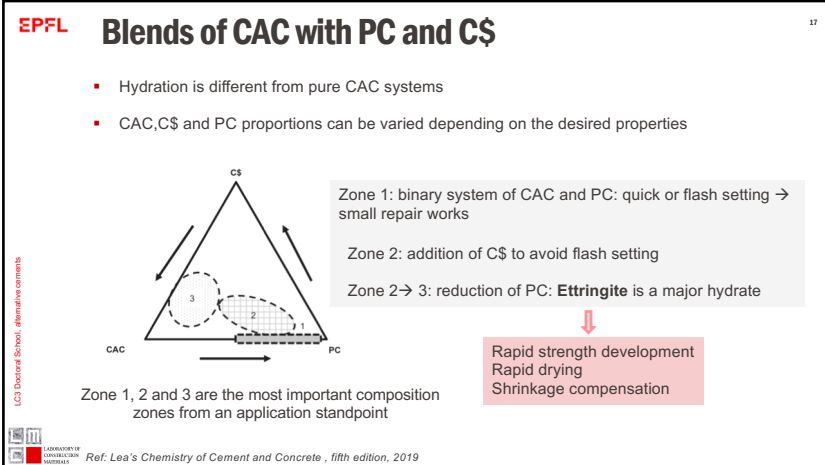 EPFL
Blends of CAC with PC and C$
17
▪ Hydration is different from pure CAC systems
▪ CAC,C$ and PC proportions can be varied depending on the desired properties
C$
3
2
1
CAC
PC
Zone 1: binary system of CAC and PC: quick or flash setting →
small repair works
Zone 2: addition of C$ to avoid flash setting
Zone 2→ 3: reduction of PC: Ettringite is a major hydrate
Rapid strength development
Rapid drying
Shrinkage compensation
Zone 1, 2 and 3 are the most important composition
zones from an application standpoint
LC3 Doctoral School, alternative cements
LABORATORY OF
CONSTRUCTION
MATERIALS
Ref: Lea's Chemistry of Cement and Concrete , fifth edition, 2019